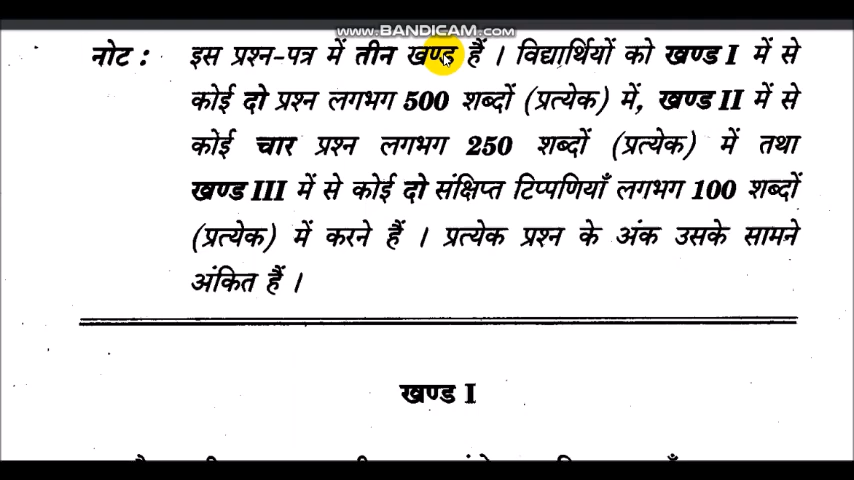 www.BANDICAM.com
नोट : इस प्रश्न-पत्र में तीन खण्ड हैं । विद्यार्थियों को खण्ड I में से
कोई दो प्रश्न लगभग 500 शब्दों (प्रत्येक) में, खण्ड II में से
कोई चार प्रश्न लगभग 250 शब्दों (प्रत्येक) में तथा
खण्ड III में से कोई दो संक्षिप्त टिप्पणियाँ लगभग 100 शब्दों
(प्रत्येक) में करने हैं । प्रत्येक प्रश्न के अंक उसके सामने
अंकित हैं ।
खण्ड I